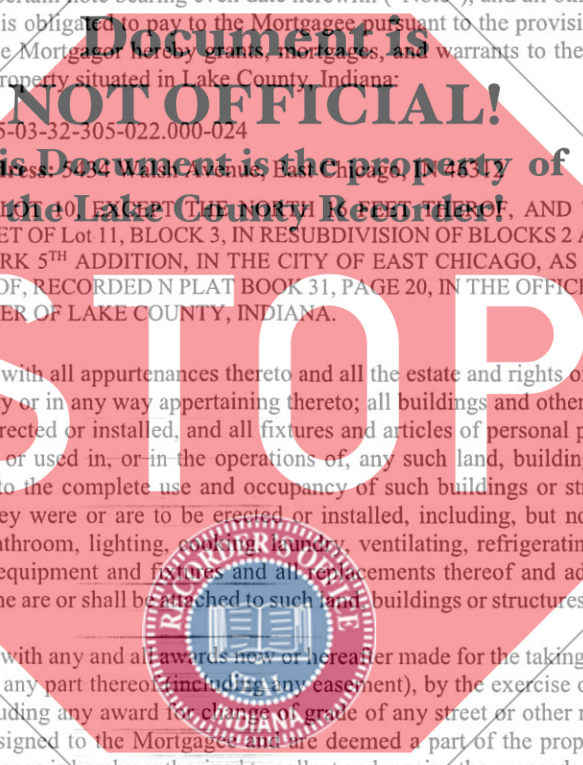 ertain note bearing even date herewith ("Note"), and all oth
is obligated to pay to the Mortgagee pursuant to the provisi
e Mortgagor hereby grants, mortgages, and warrants to the
roperty situated in Lake County, Indiana:
Document is
NOT OFFICIAL!
5-03-32-305-022.000-024
is Document is the property of
the Lake County Recorder!
dress: 5434 Walsh Avenue, East Chicago, IN 46312
LOT 10, EXCEPT THE NORTH 16 FEET THEROF, AND
ET OF Lot 11, BLOCK 3, IN RESUBDIVISION OF BLOCKS 2 A
RK 5TH ADDITION, IN THE CITY OF EAST CHICAGO, AS
OF, RECORDED N PLAT BOOK 31, PAGE 20, IN THE OFFIC
ER OF LAKE COUNTY, INDIANA.
STOP
with all appurtenances thereto and all the estate and rights o
y or in any way appertaining thereto; all buildings and other
rected or installed, and all fixtures and articles of personal p
or used in, or in the operations of, any such land, buildin
to the complete use and occupancy of such buildings or str
ey were or are to be erected or installed, including, but no
throom, lighting, cooking, laundry, ventilating, refrigeratin
equipment and fixtures and all replacements thereof and ad
ne are or shall be attached to such land, buildings or structures
RECORDER'S OFFICE
SEAL
INDIANA
with any and all awards now or hereafter made for the taking
any part thereof (including any easement), by the exercise o
uding any award for change of grade of any street or other r
signed to the Mortgagee and are deemed a part of the prop